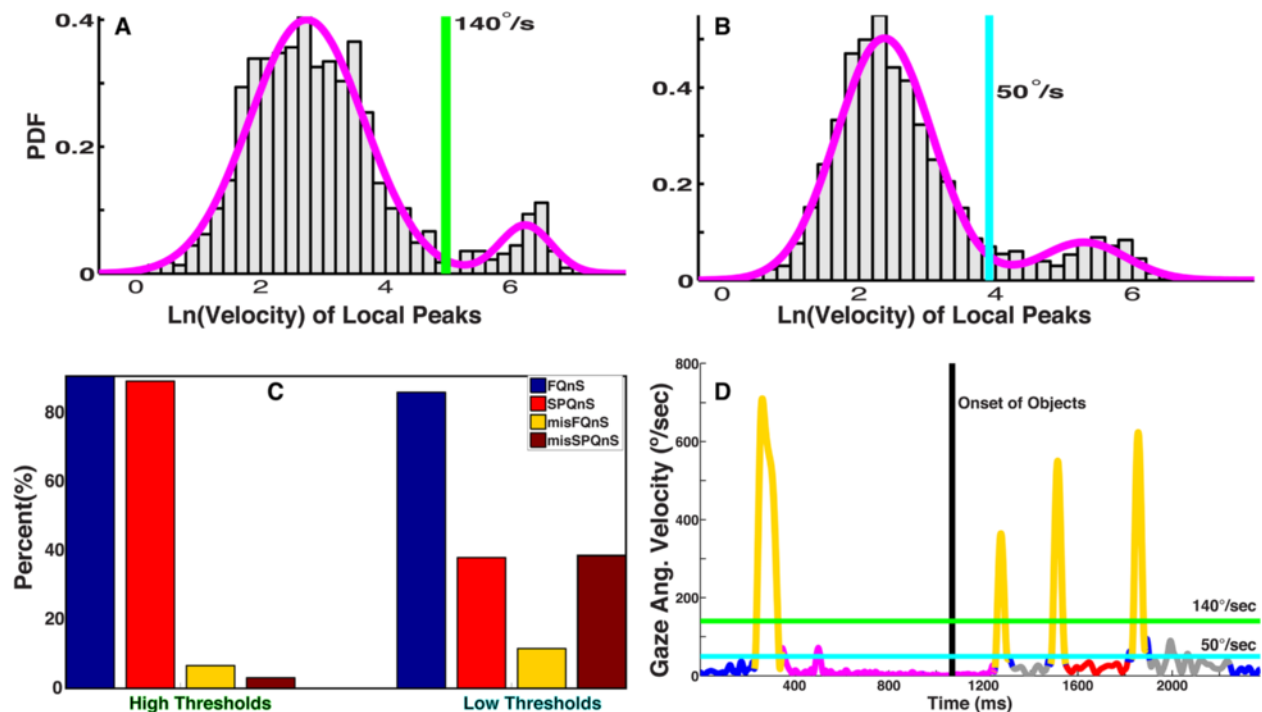 A
140°/s
0.4
0.2
0
PDF
0 2 4 6
Ln(Velocity) of Local Peaks
B
50°/s
0.4
0.2
0
0 2 4 6
Ln(Velocity) of Local Peaks
C
FQnS
SPQnS
misFQnS
misSPQnS
80
60
40
20
0
Percent(%)
High Thresholds
Low Thresholds
D
Onset of Objects
800
600
400
200
0
Gaze Ang. Velocity (°/sec)
140°/sec
50°/sec
400 800 1200 1600 2000
Time (ms)